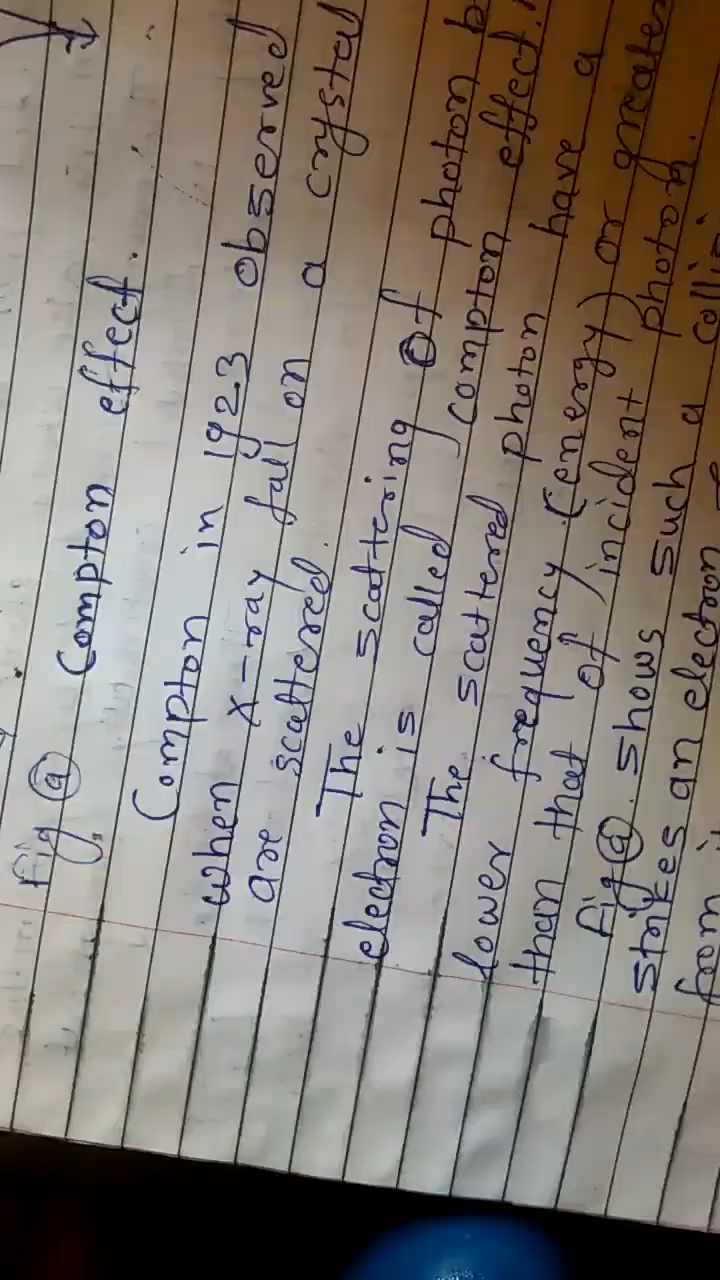 Fig (a) Compton effect.
Compton in 1923 observed
when X-ray fall on a crystal
are scattered.
The scattering of photon
electron is called compton effect.
The scattered photon have a
lower frequency (energy) or greater
than that of incident photon.
Fig (a). shows such a
strikes an electron
from